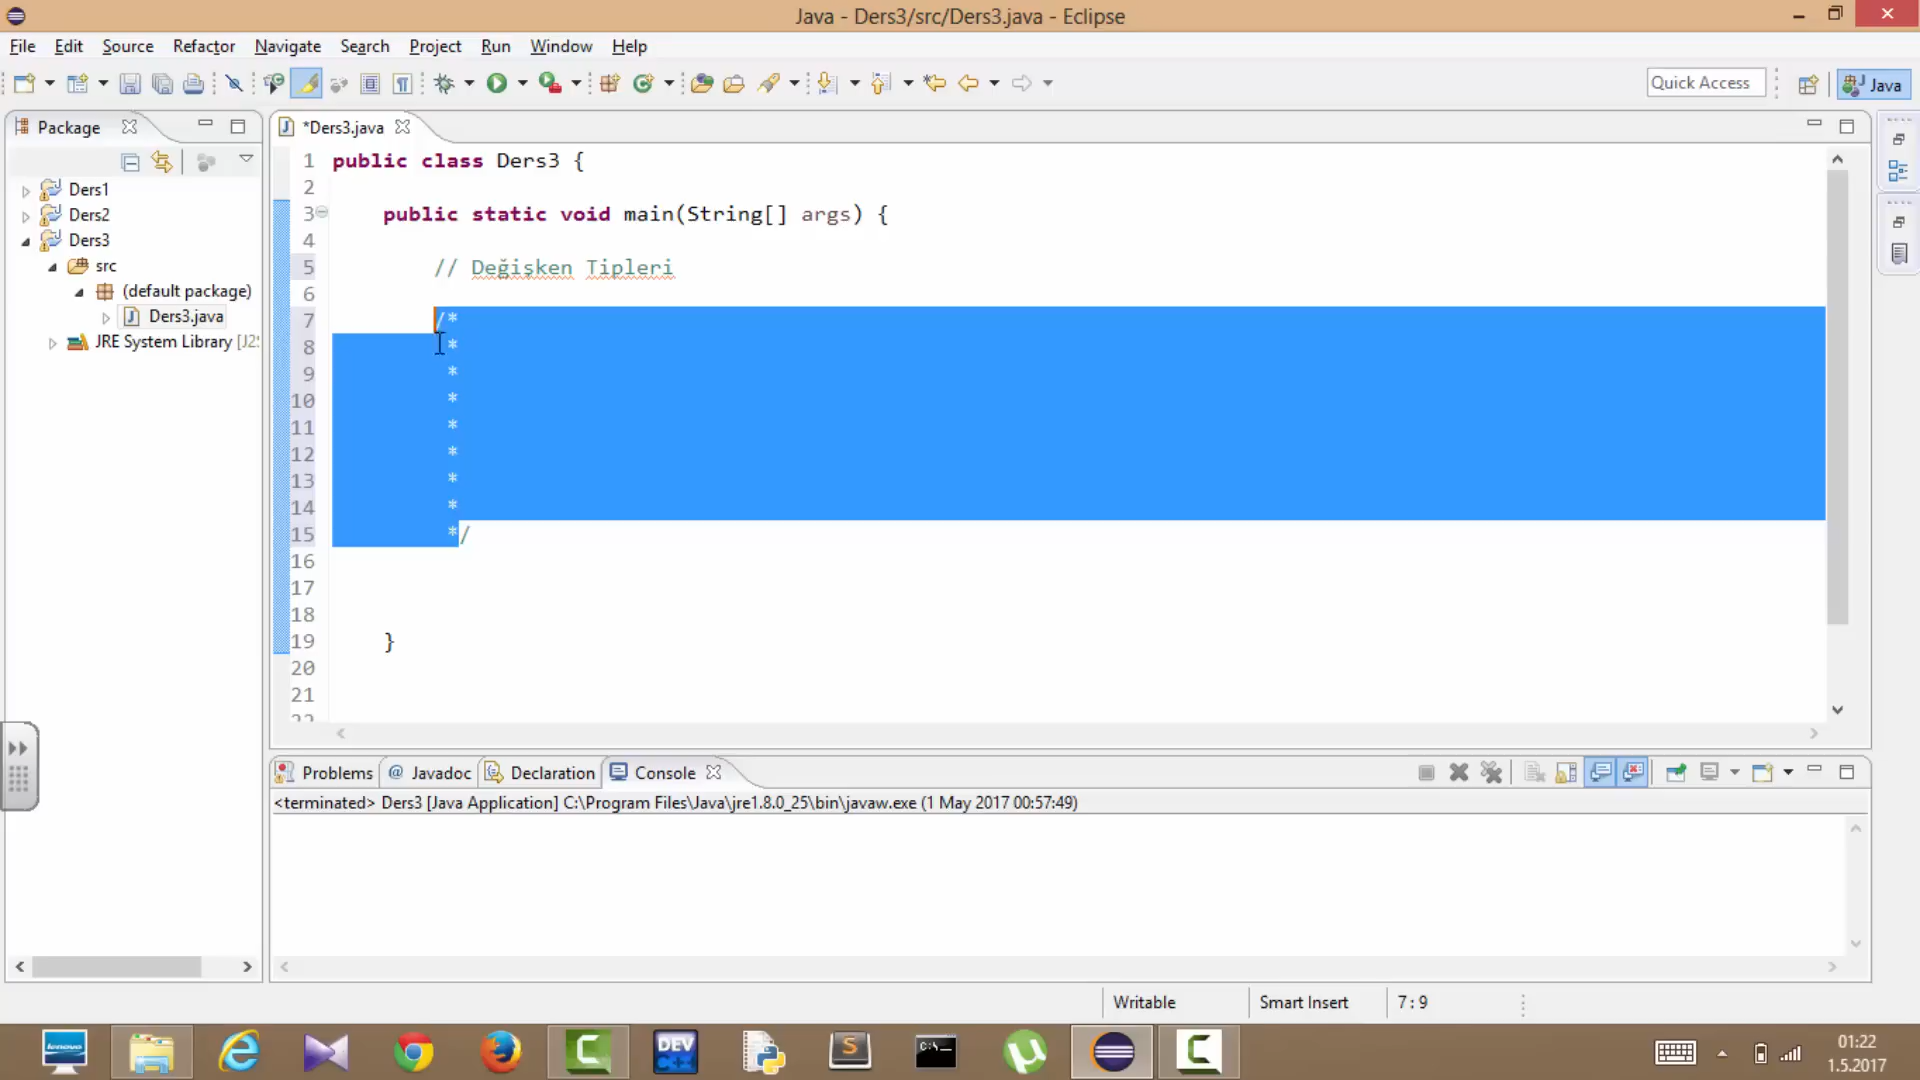 Java - Ders3/src/Ders3.java - Eclipse
File Edit Source Refactor Navigate Search Project Run Window Help
Quick Access
Java
Package
Ders1
Ders2
Ders3
src
(default package)
Ders3.java
JRE System Library [J2
*Ders3.java
1 public class Ders3 {
2
3 public static void main(String[] args) {
4
5 // Değişken Tipleri
6
7 /*
8 *
9 *
10 *
11 *
12 *
13 *
14 *
15 */
16
17
18
19 }
20
21
22
Problems @ Javadoc Declaration Console
<terminated> Ders3 [Java Application] C:\Program Files\Java\jre1.8.0_25\bin\javaw.exe (1 May 2017 00:57:49)
Writable Smart Insert 7 : 9
lenovo
DEV C++
S
C:\._
01:22
1.5.2017